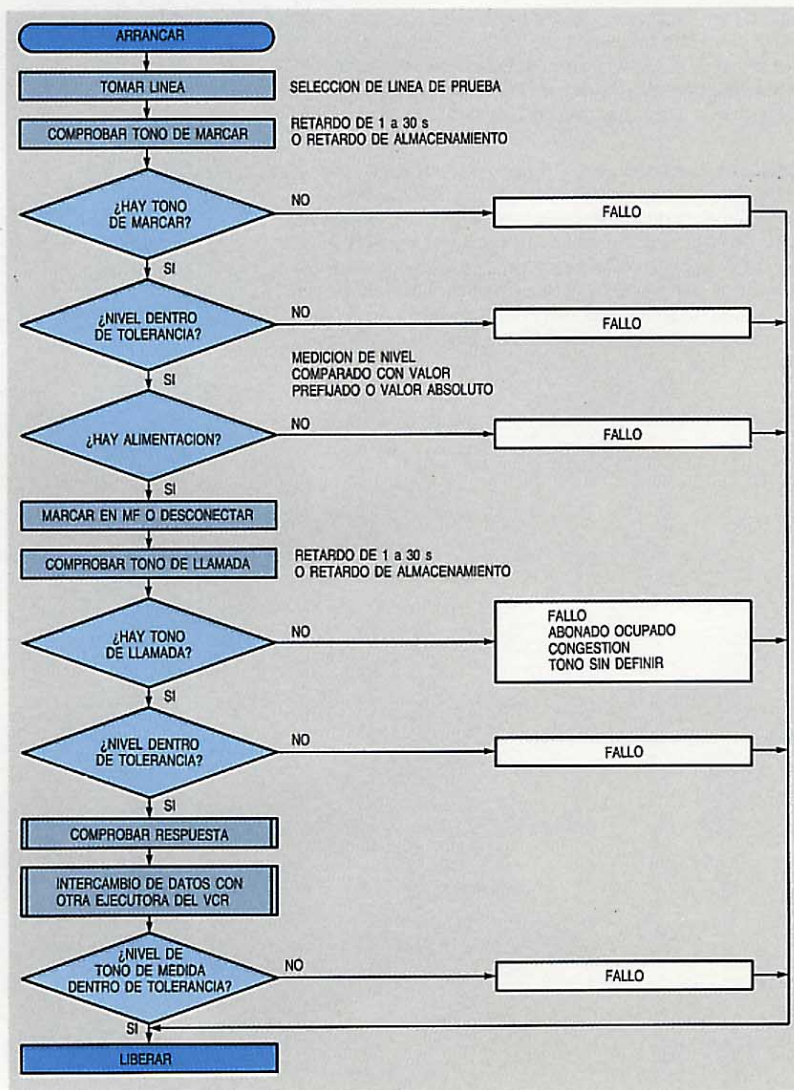 ARRANCAR
TOMAR LINEA
SELECCION DE LINEA DE PRUEBA
COMPROBAR TONO DE MARCAR
RETARDO DE 1 a 30 s
O RETARDO DE ALMACENAMIENTO
¿HAY TONO
DE MARCAR?
NO
FALLO
SI
¿NIVEL DENTRO
DE TOLERANCIA?
NO
FALLO
MEDICION DE NIVEL
COMPARADO CON VALOR
PREFIJADO O VALOR ABSOLUTO
SI
¿HAY ALIMENTACION?
NO
FALLO
SI
MARCAR EN MF O DESCONECTAR
COMPROBAR TONO DE LLAMADA
RETARDO DE 1 a 30 s
O RETARDO DE ALMACENAMIENTO
¿HAY TONO
DE LLAMADA?
NO
FALLO
ABONADO OCUPADO
CONGESTION
TONO SIN DEFINIR
SI
¿NIVEL DENTRO
DE TOLERANCIA?
NO
FALLO
SI
COMPROBAR RESPUESTA
INTERCAMBIO DE DATOS CON
OTRA EJECUTORA DEL VCR
¿NIVEL DE
TONO DE MEDIDA
DENTRO DE TOLERANCIA?
NO
FALLO
SI
LIBERAR